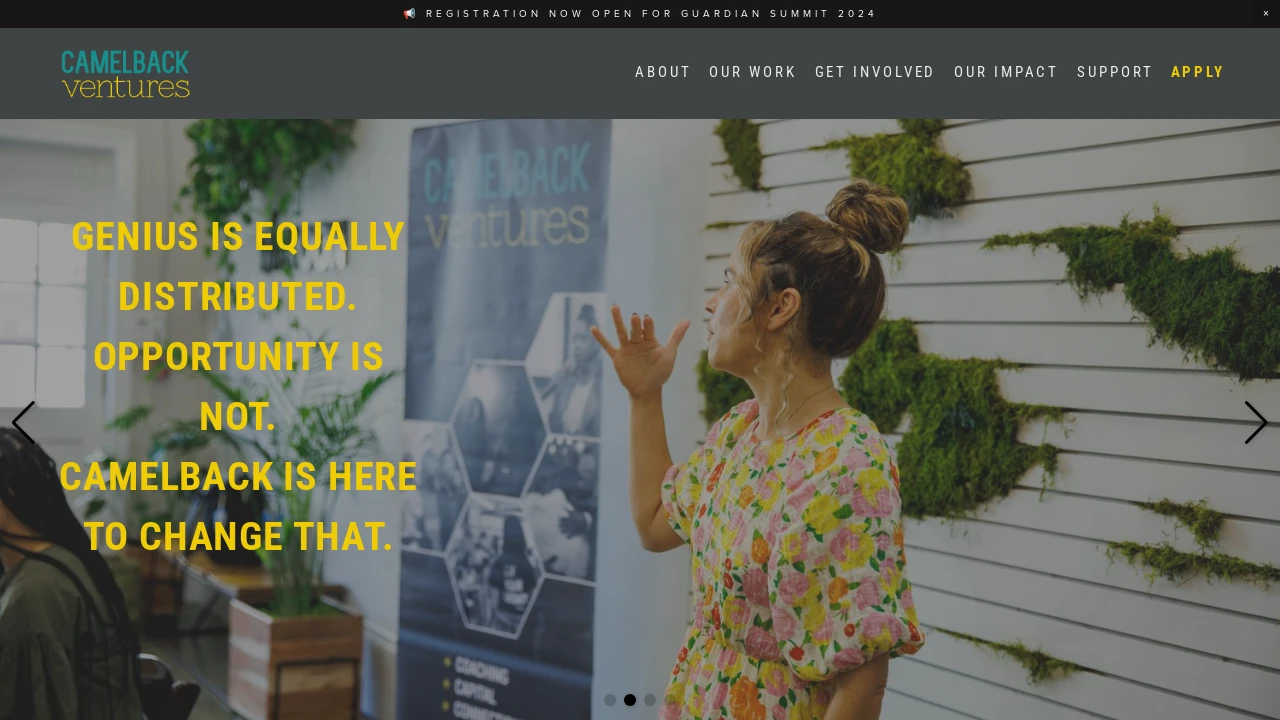 📢 REGISTRATION NOW OPEN FOR GUARDIAN SUMMIT 2024
×
CAMELBACK
ventures
ABOUT OUR WORK GET INVOLVED OUR IMPACT SUPPORT APPLY
CAMELBACK
ventures
GENIUS IS EQUALLY
DISTRIBUTED.
OPPORTUNITY IS
NOT.
CAMELBACK IS HERE
TO CHANGE THAT.
COACHING
CAPITAL